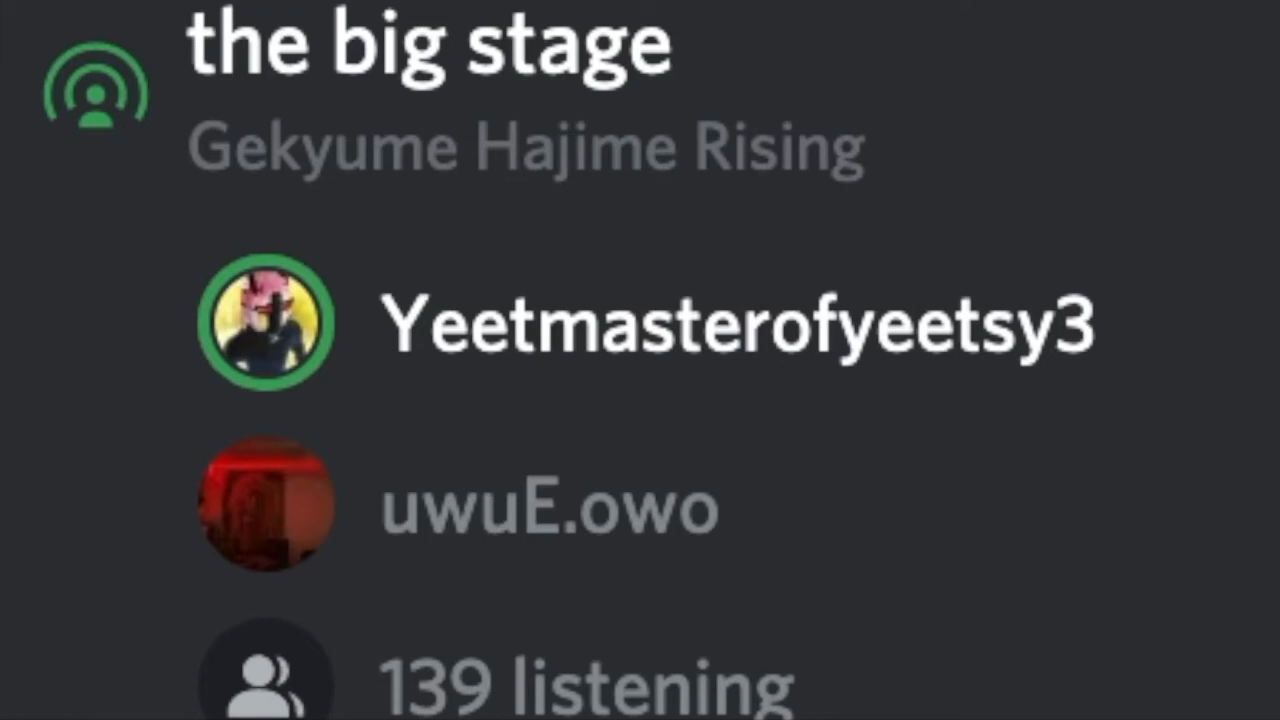 the big stage
Gekyume Hajime Rising
Yeetmasterofyeetsy3
uwuE.owo
139 listening